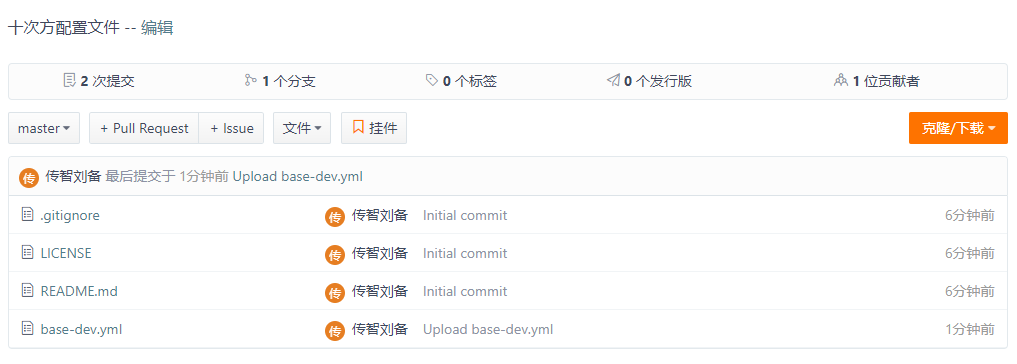 十次方配置文件 -- 编辑
2 次提交 1 个分支 0 个标签 0 个发行版 1 位贡献者
master + Pull Request + Issue 文件 挂件 克隆/下载
传 传智刘备 最后提交于 1分钟前 Upload base-dev.yml
.gitignore 传 传智刘备 Initial commit 6分钟前
LICENSE 传 传智刘备 Initial commit 6分钟前
README.md 传 传智刘备 Initial commit 6分钟前
base-dev.yml 传 传智刘备 Upload base-dev.yml 1分钟前